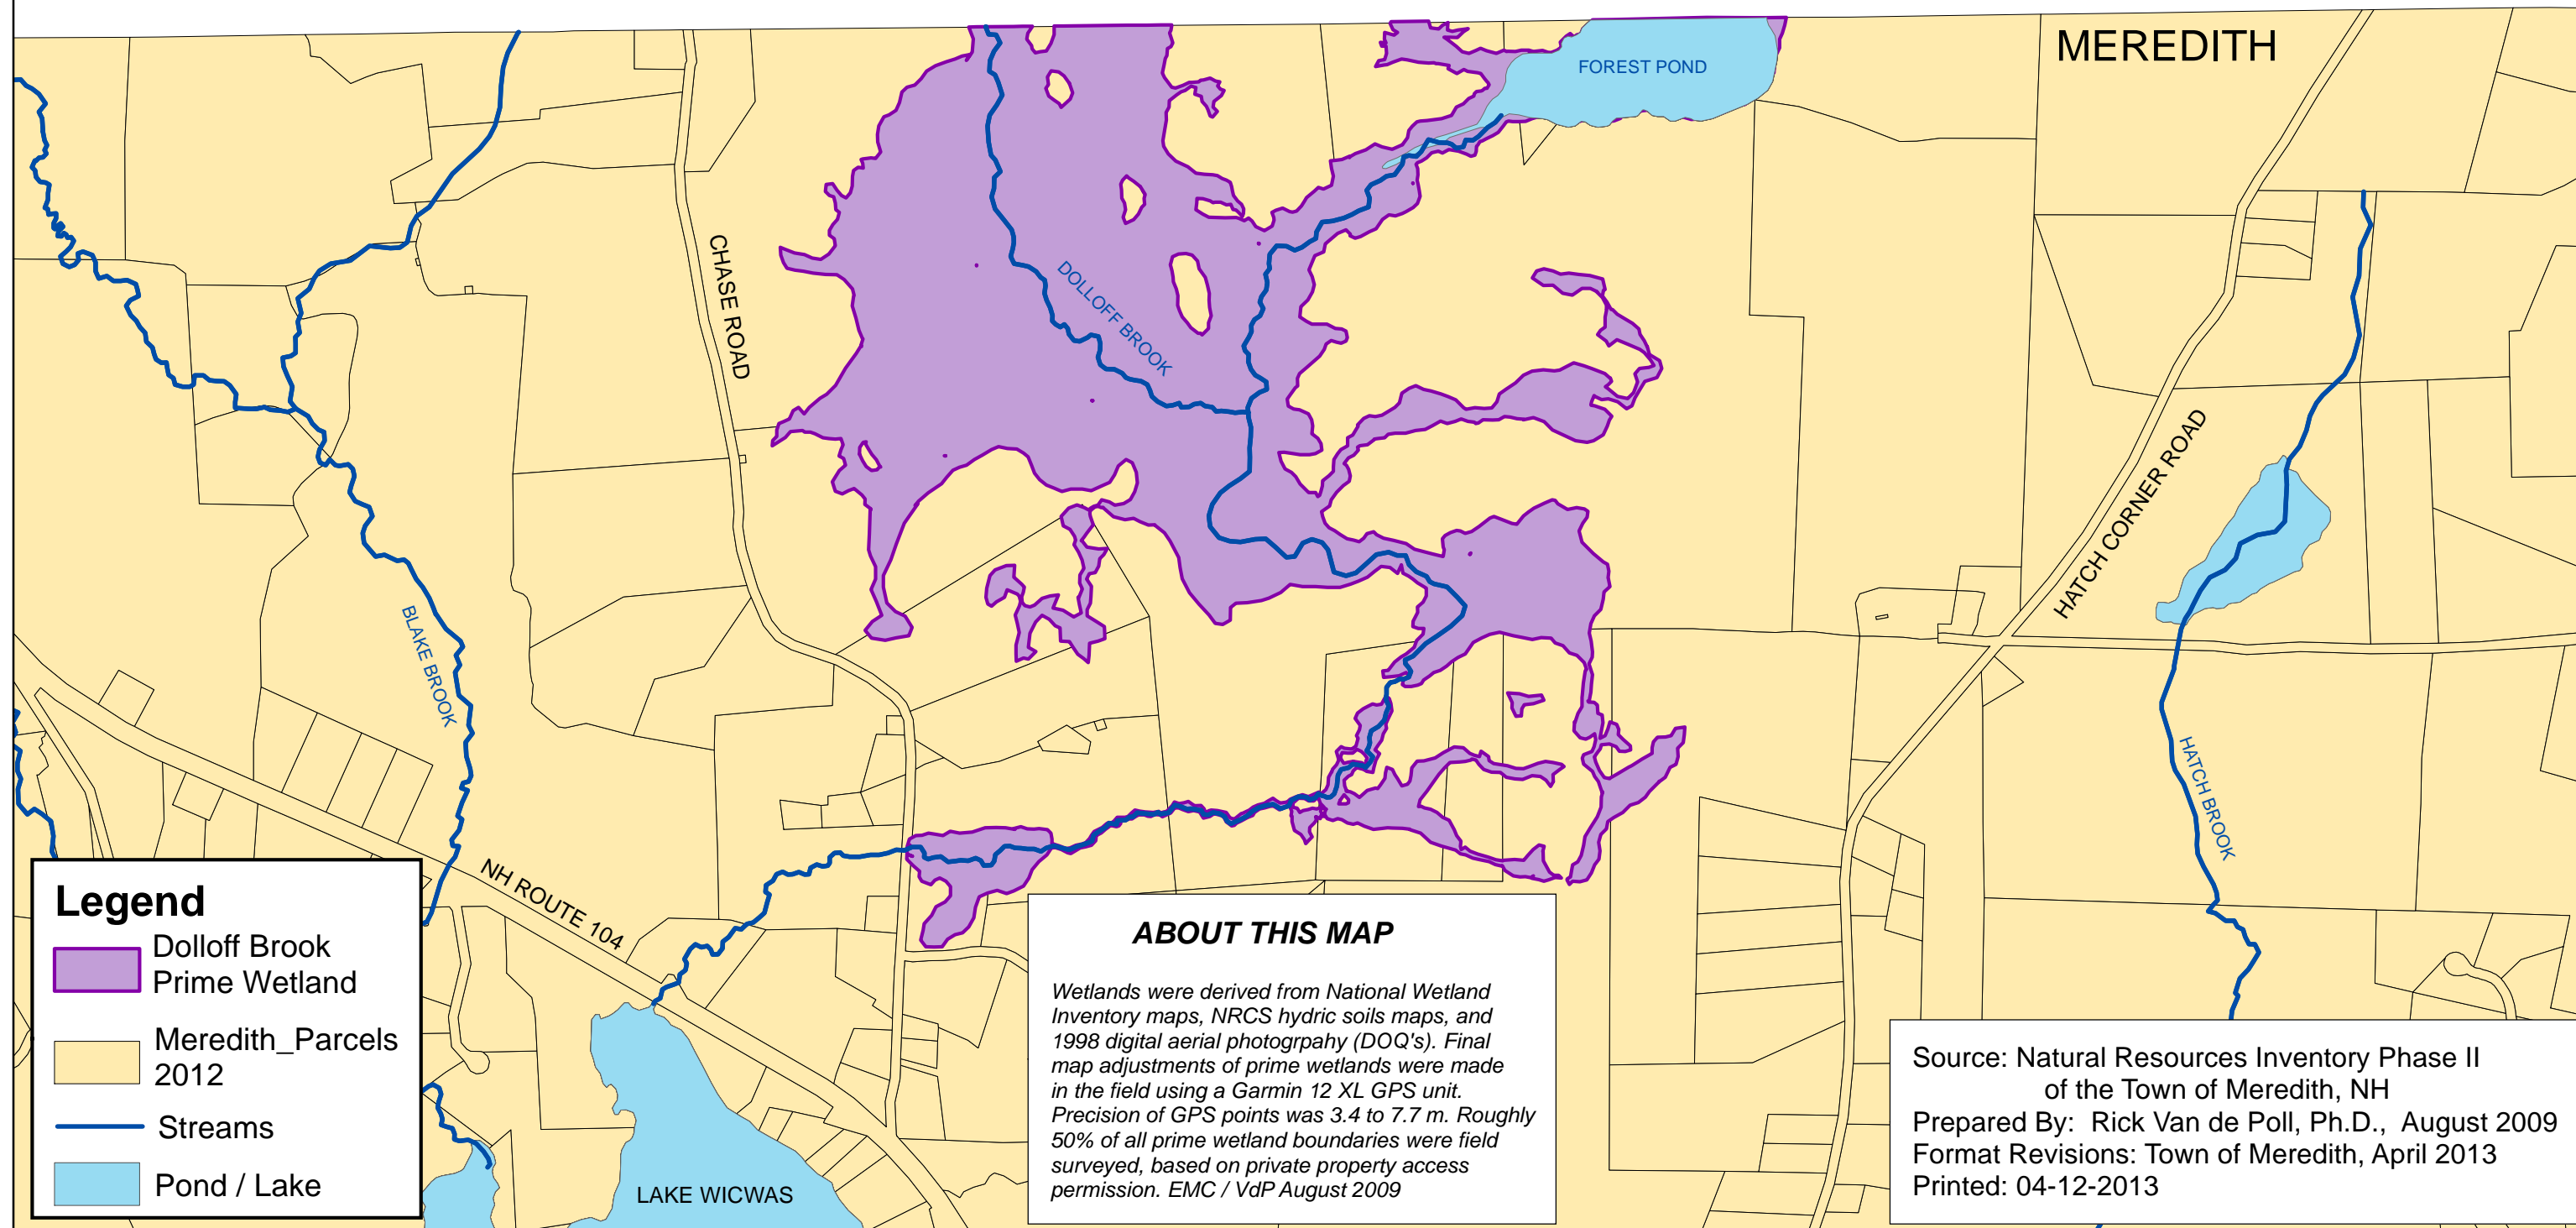 MEREDITH
FOREST POND
CHASE ROAD
DOLLOFF BROOK
HATCH CORNER ROAD
BLAKE BROOK
HATCH BROOK
NH ROUTE 104
LAKE WICWAS
Legend
Dolloff Brook
Prime Wetland
Meredith_Parcels
2012
Streams
Pond / Lake
ABOUT THIS MAP
Wetlands were derived from National Wetland
Inventory maps, NRCS hydric soils maps, and
1998 digital aerial photogrpahy (DOQ's). Final
map adjustments of prime wetlands were made
in the field using a Garmin 12 XL GPS unit.
Precision of GPS points was 3.4 to 7.7 m. Roughly
50% of all prime wetland boundaries were field
surveyed, based on private property access
permission. EMC / VdP August 2009
Source: Natural Resources Inventory Phase II
of the Town of Meredith, NH
Prepared By: Rick Van de Poll, Ph.D., August 2009
Format Revisions: Town of Meredith, April 2013
Printed: 04-12-2013